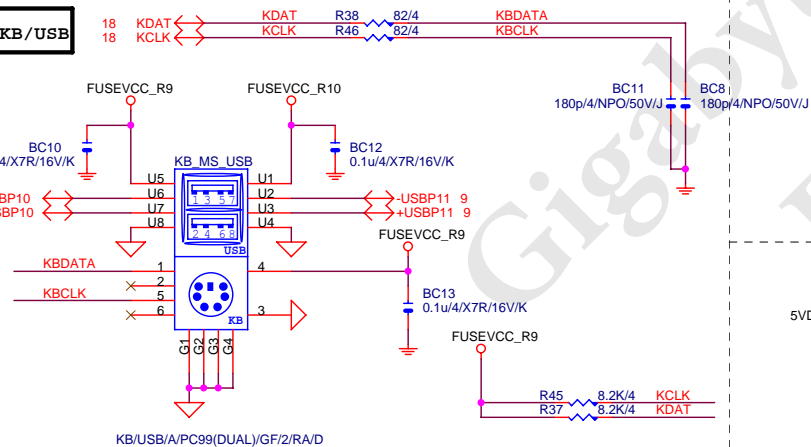 KB/USB
18 KDAT KDAT R38 82/4 KBDATA
18 KCLK KCLK R46 82/4 KBCLK
BC11 BC8
180p/4/NPO/50V/J 180p/4/NPO/50V/J
FUSEVCC_R9 FUSEVCC_R10
BC10 BC12
4/X7R/16V/K 0.1u/4/X7R/16V/K
KB_MS_USB
U5 U1
BP10 U6 U2 -USBP11 9
SBP10 U7 U3 +USBP11 9
U8 U4
1 3 5 7
2 4 6 8
USB
FUSEVCC_R9
KBDATA 1 4
2
KBCLK 5
6 3
KB
BC13
0.1u/4/X7R/16V/K
G1 G2 G3 G4
FUSEVCC_R9
R45 8.2K/4 KCLK
R37 8.2K/4 KDAT
KB/USB/A/PC99(DUAL)/GF/2/RA/D
5VD
Gigaby